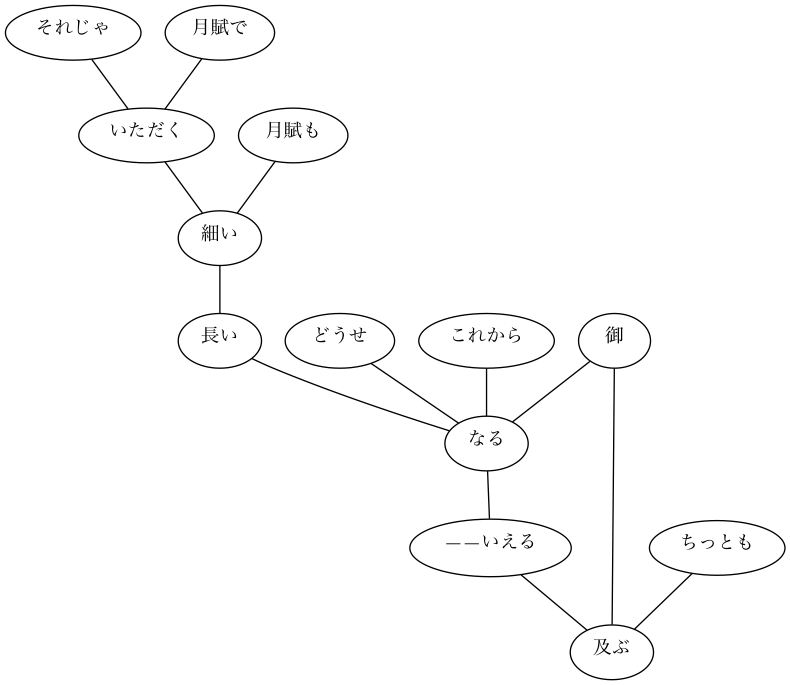 それじゃ
月賦で
いただく
月賦も
細い
長い
どうせ
これから
御
なる
——いえる
ちっとも
及ぶ